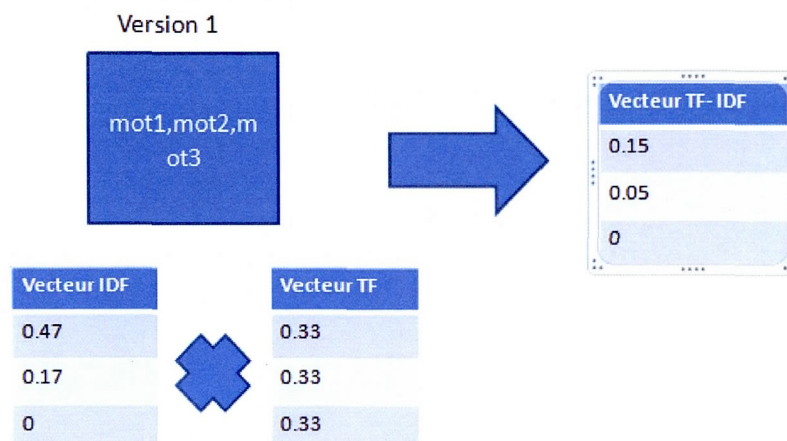 Version 1
mot1,mot2,m
ot3
Vecteur TF-IDF
0.15
0.05
0
Vecteur IDF
0.47
0.17
0
Vecteur TF
0.33
0.33
0.33